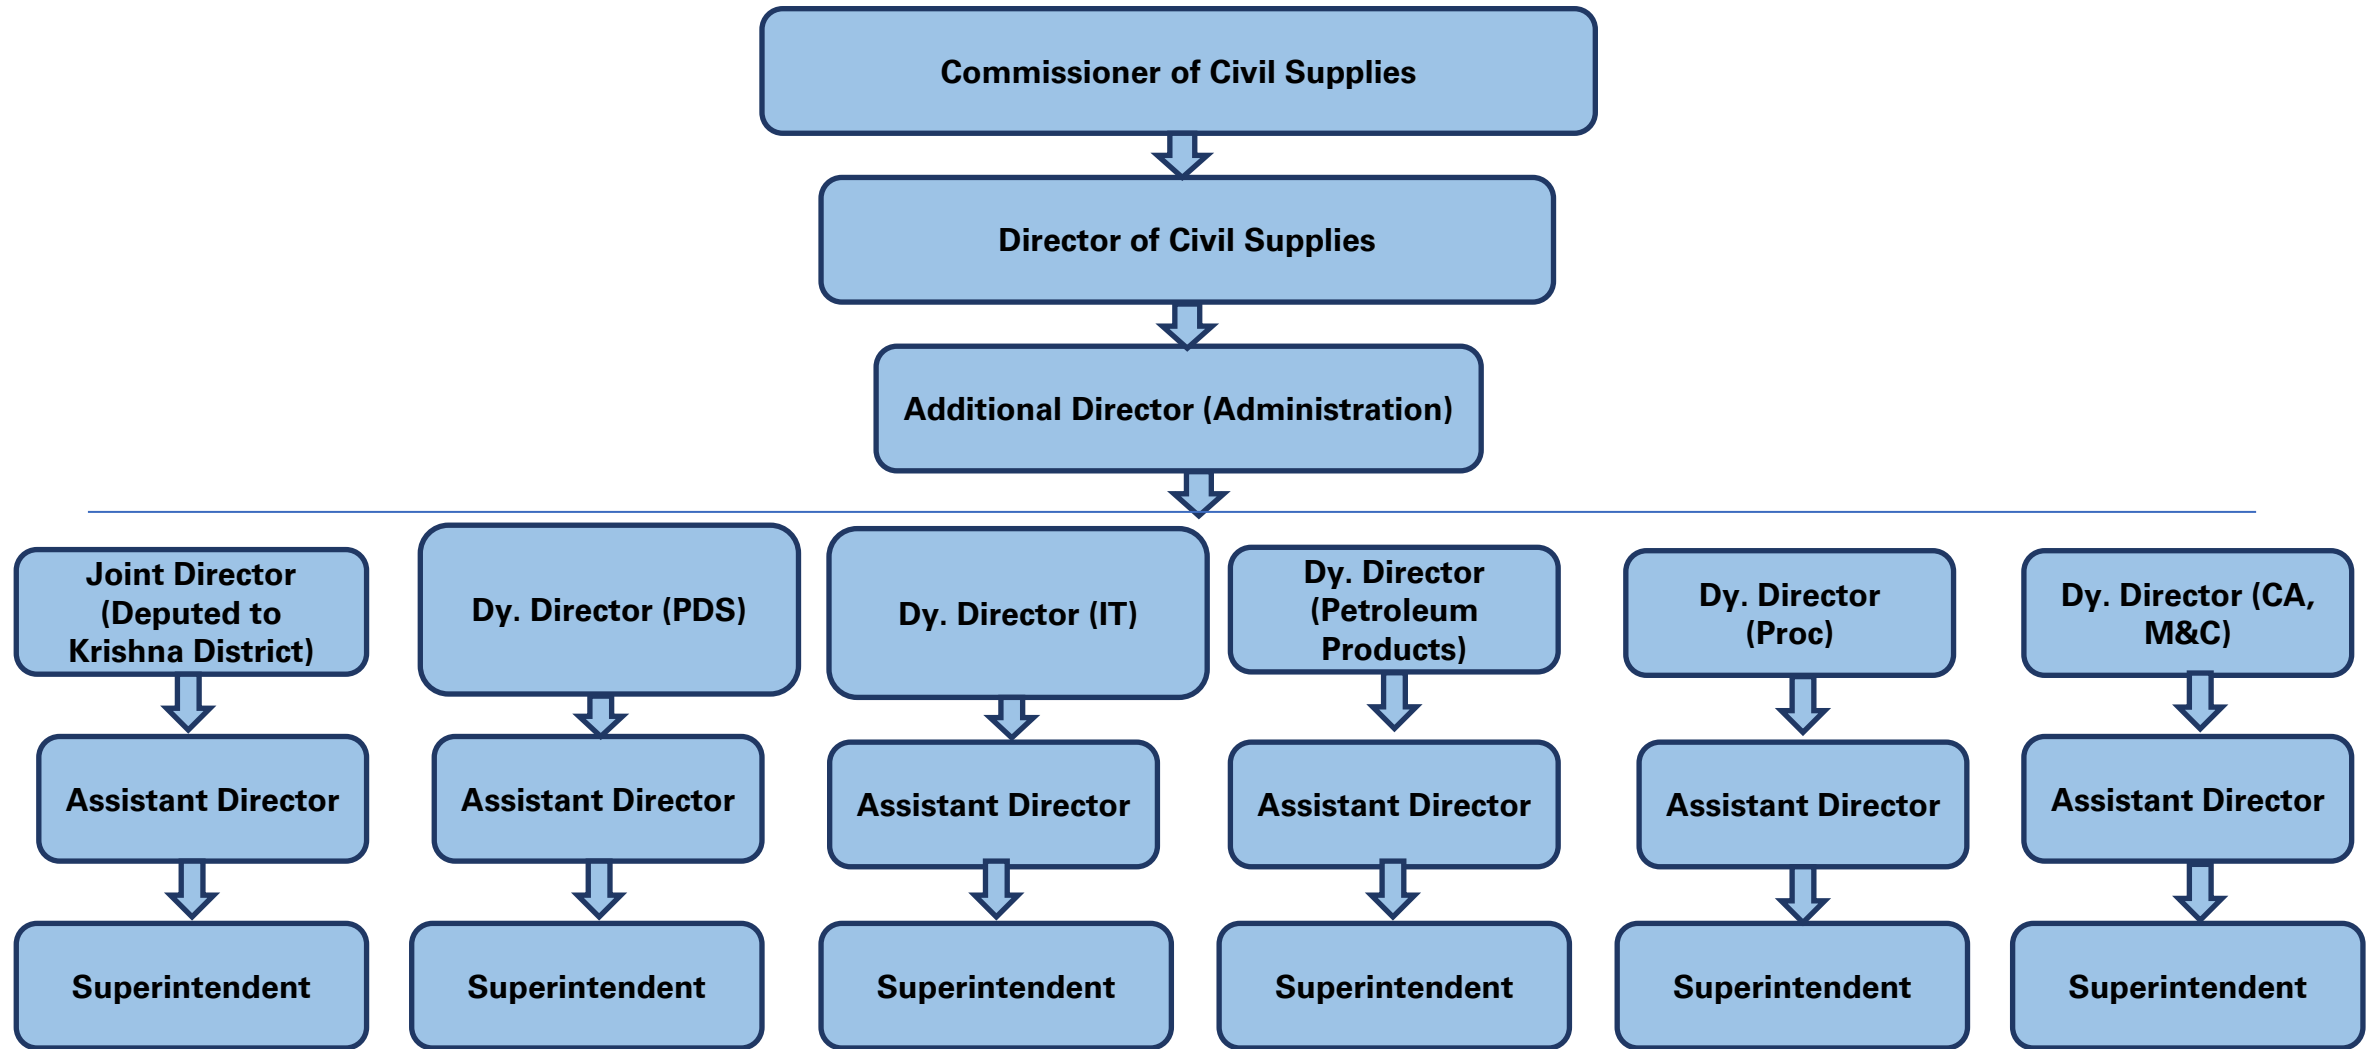 Commissioner of Civil Supplies
Director of Civil Supplies
Additional Director (Administration)
Joint Director
(Deputed to
Krishna District)
Dy. Director (PDS)
Dy. Director (IT)
Dy. Director
(Petroleum
Products)
Dy. Director
(Proc)
Dy. Director (CA,
M&C)
Assistant Director
Assistant Director
Assistant Director
Assistant Director
Assistant Director
Assistant Director
Superintendent
Superintendent
Superintendent
Superintendent
Superintendent
Superintendent